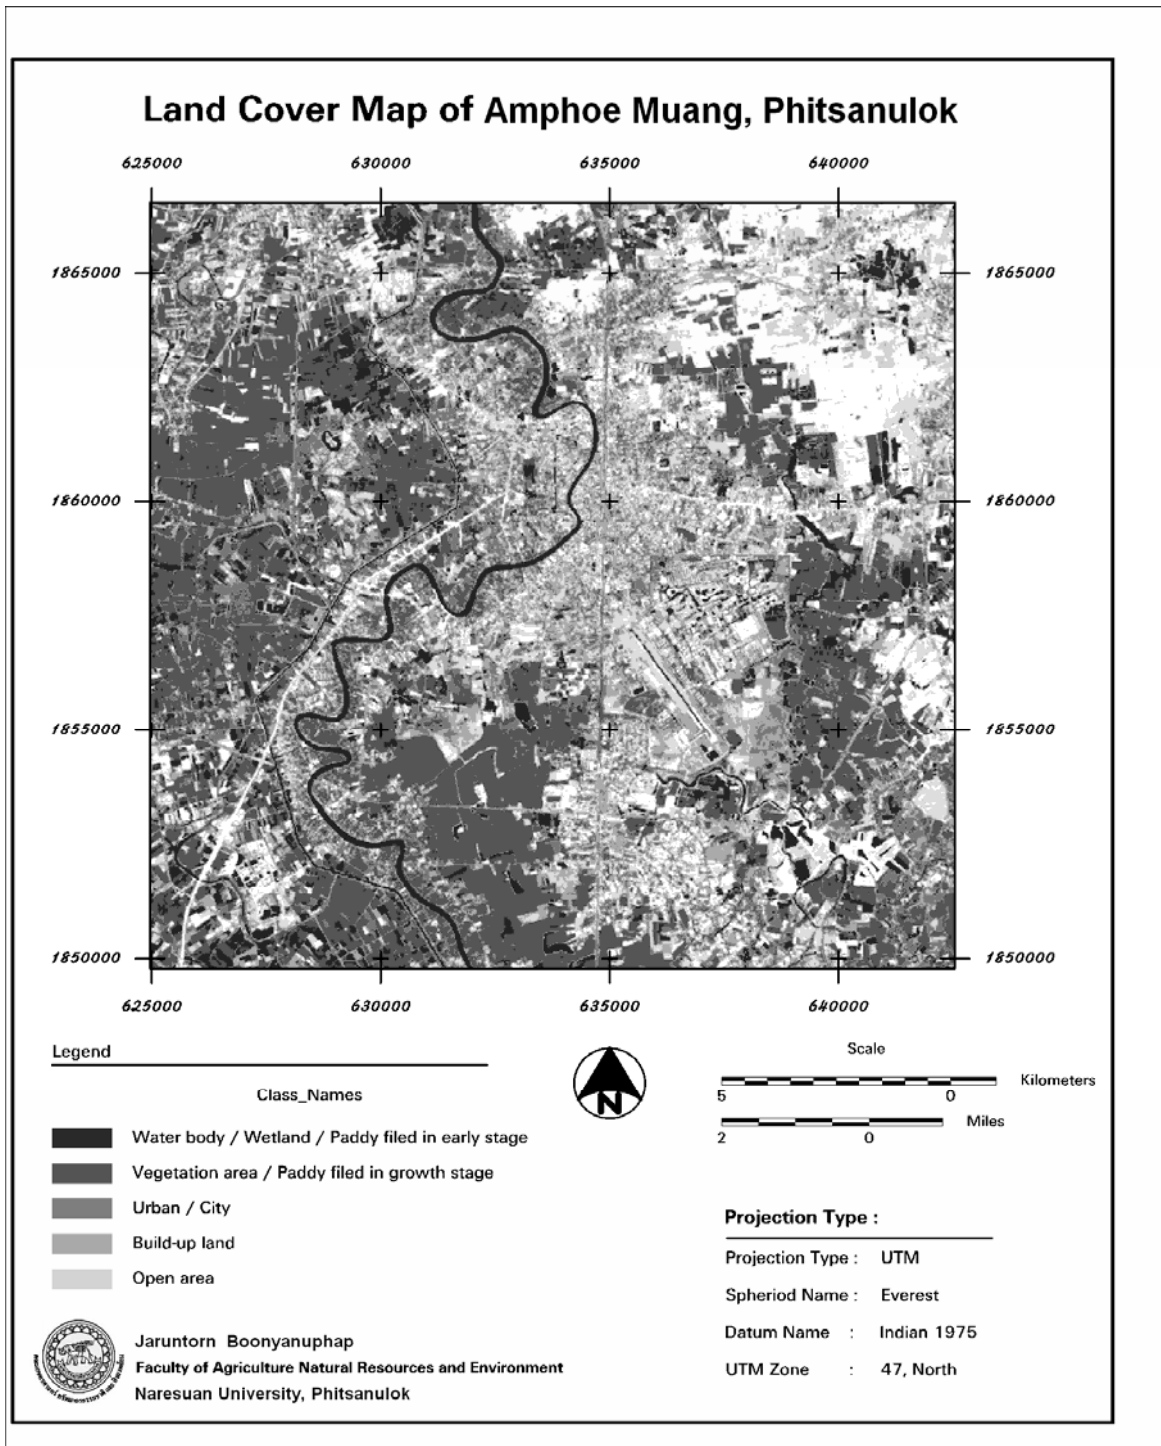 Land Cover Map of Amphoe Muang, Phitsanulok
625000 630000 635000 640000
1865000 1865000
1860000 1860000
1855000 1855000
1850000 1850000
625000 630000 635000 640000
Legend
Class_Names
Water body / Wetland / Paddy filed in early stage
Vegetation area / Paddy filed in growth stage
Urban / City
Build-up land
Open area
N
Scale
Kilometers
5 0
Miles
2 0
Projection Type :
Projection Type : UTM
Spheriod Name : Everest
Datum Name : Indian 1975
UTM Zone : 47, North
Jaruntorn Boonyanuphap
Faculty of Agriculture Natural Resources and Environment
Naresuan University, Phitsanulok